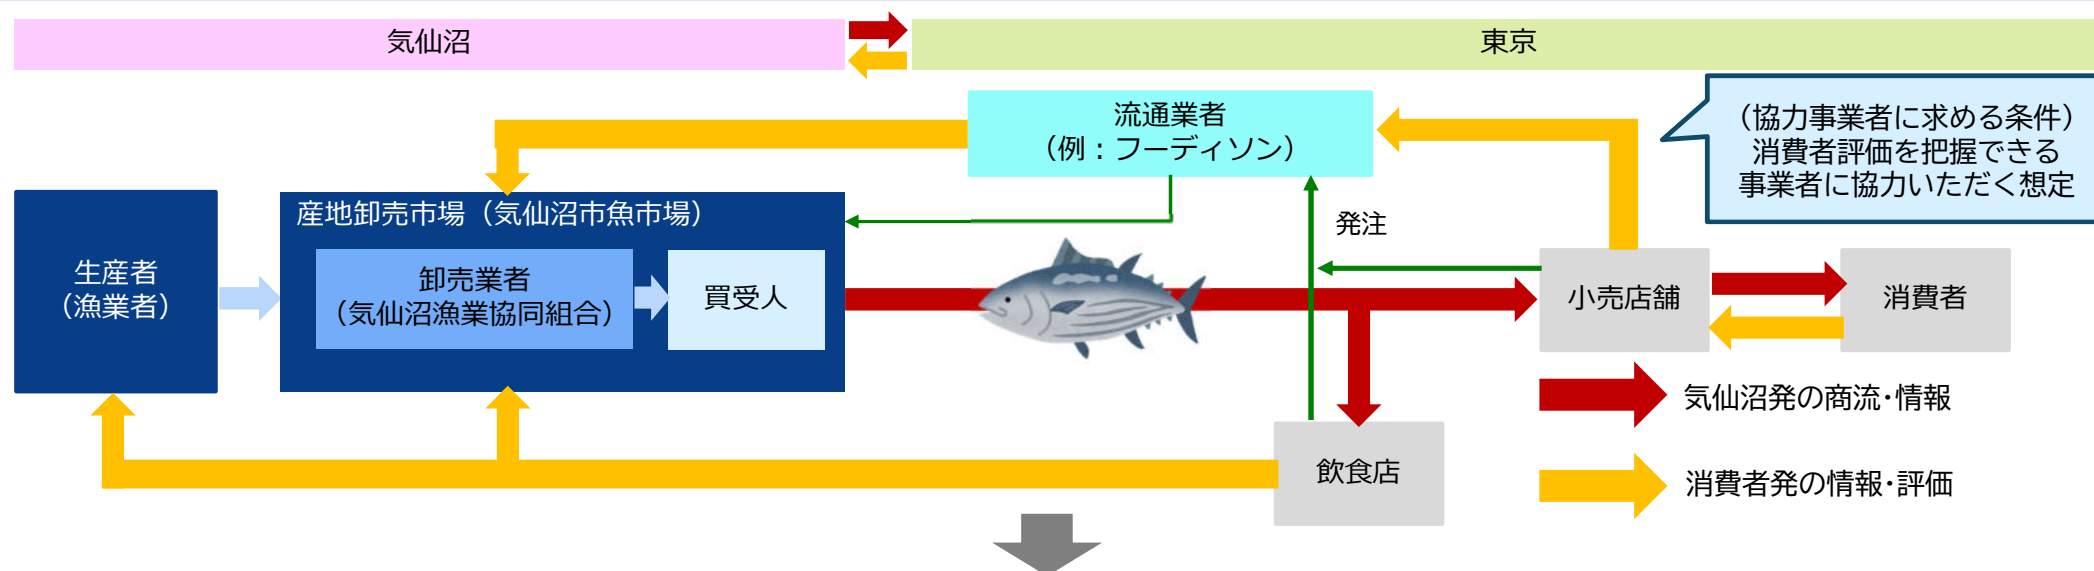 気仙沼
東京
流通業者
（例：フーディソン）
（協力事業者に求める条件）
消費者評価を把握できる
事業者に協力いただく想定
産地卸売市場（気仙沼市魚市場）
発注
生産者
（漁業者）
卸売業者
（気仙沼漁業協同組合）
買受人
小売店舗
消費者
気仙沼発の商流・情報
飲食店
消費者発の情報・評価